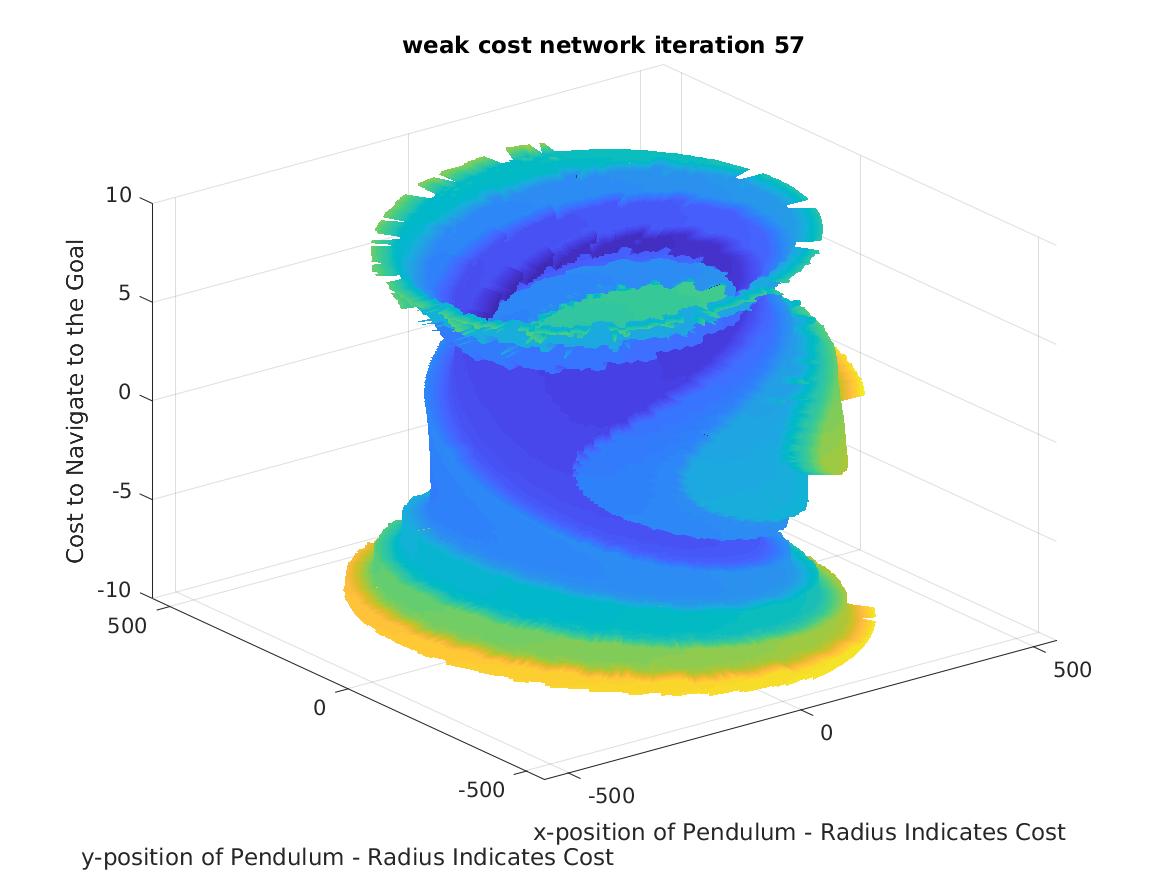 weak cost network iteration 57
10
5
0
-5
-10
Cost to Navigate to the Goal
500
0
-500
-500
0
500
x-position of Pendulum - Radius Indicates Cost
y-position of Pendulum - Radius Indicates Cost